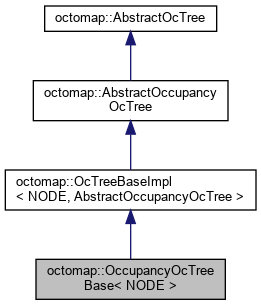 octomap::AbstractOcTree
octomap::AbstractOccupancy
OcTree
octomap::OcTreeBaseImpl
< NODE, AbstractOccupancyOcTree >
octomap::OccupancyOcTree
Base< NODE >